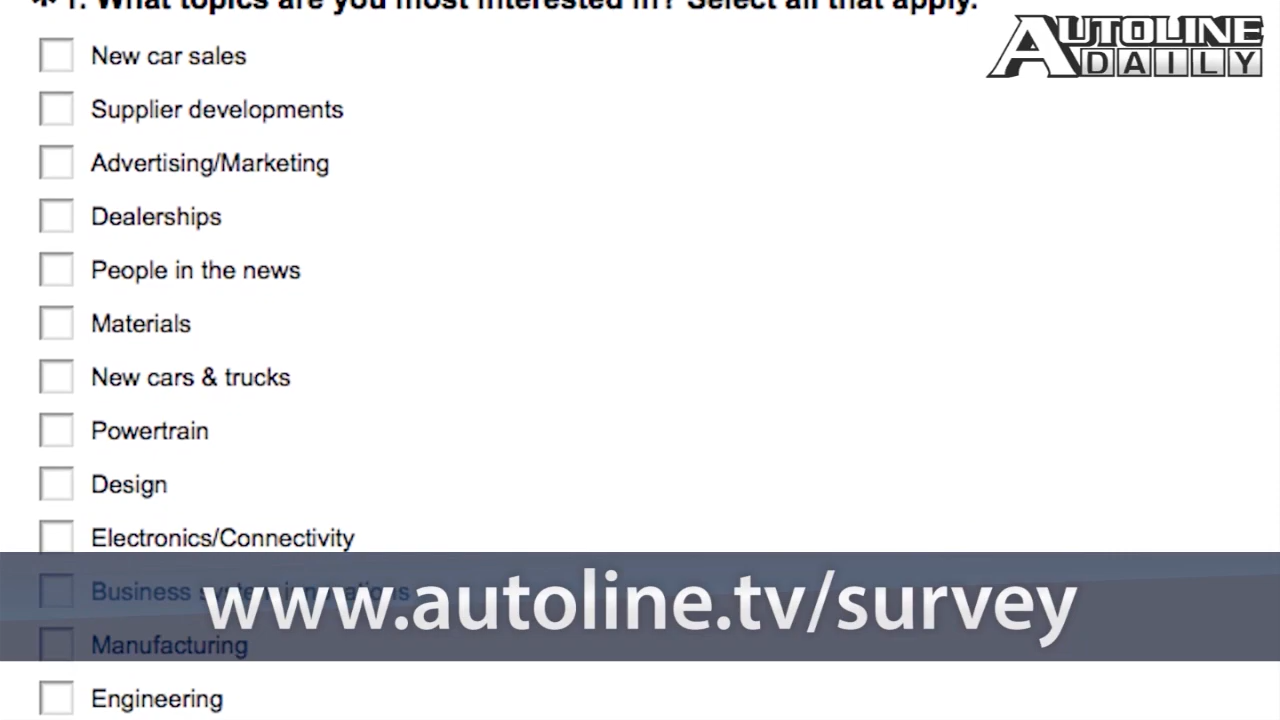 * 1. What topics are you most interested in? Select all that apply.
AUTOLINE
DAILY
New car sales
Supplier developments
Advertising/Marketing
Dealerships
People in the news
Materials
New cars & trucks
Powertrain
Design
Electronics/Connectivity
Business
www.autoline.tv/survey
Manufacturing
Engineering